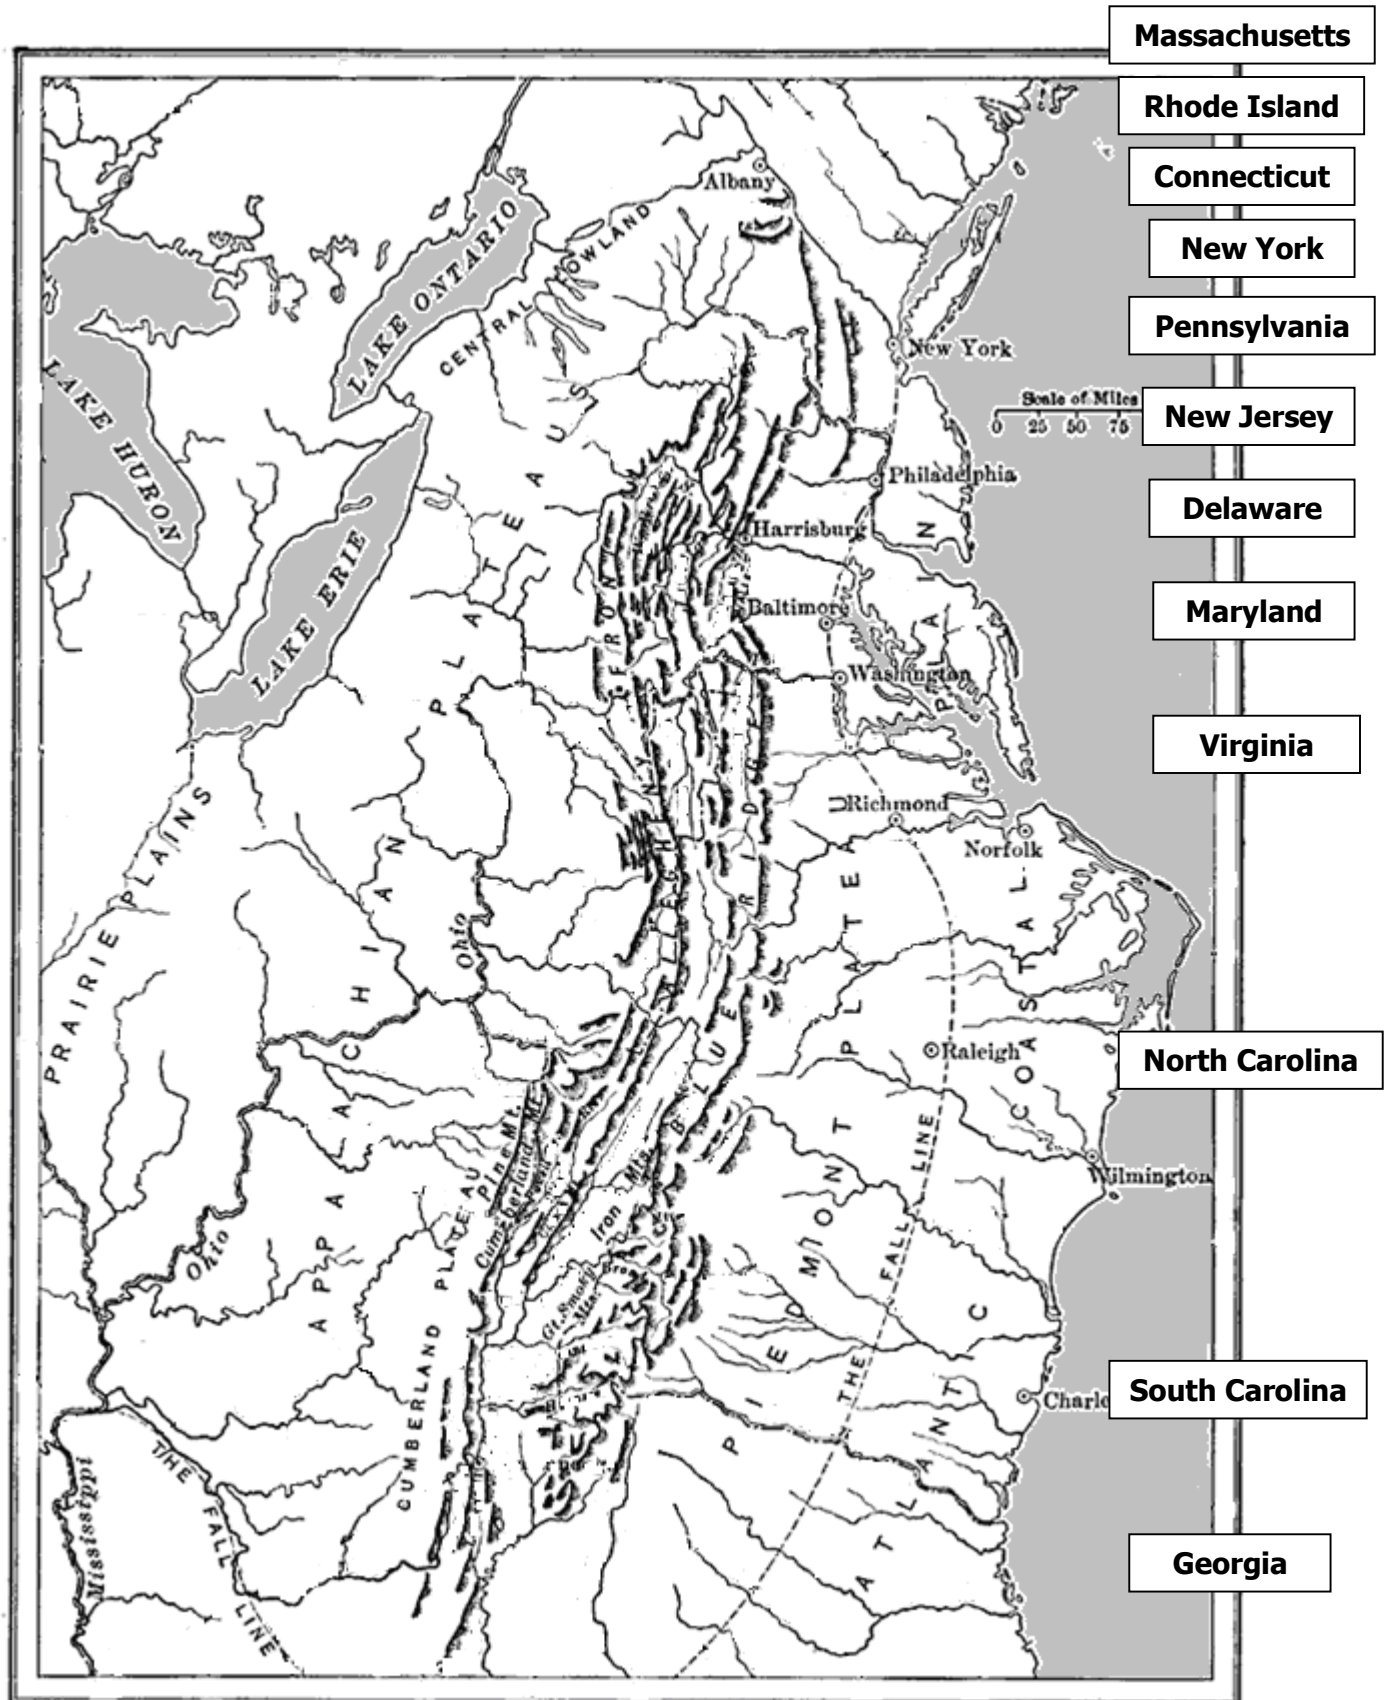 Massachusetts
Rhode Island
Connecticut
New York
Pennsylvania
New Jersey
Delaware
Maryland
Virginia
North Carolina
South Carolina
Georgia
Albany
LAKE ONTARIO
CENTRAL LOWLAND
New York
LAKE HURON
Scale of Miles
0 25 50 75
LAKE ERIE
Philadelphia
Harrisburg
Baltimore
Washington
ALLEGHENY FRONT
BLUE RIDGE
Richmond
Norfolk
PRAIRIE PLAINS
APPALACHIAN PLATEAUS
Ohio
Raleigh
Pine Mt.
Cumberland Mt.
Iron Mts.
Gt. Smoky Mts.
Wilmington
Ohio
CUMBERLAND PLATEAU
PIEDMONT PLATEAU
THE FALL LINE
ATLANTIC COASTAL PLAIN
Charle
Mississippi
THE FALL LINE